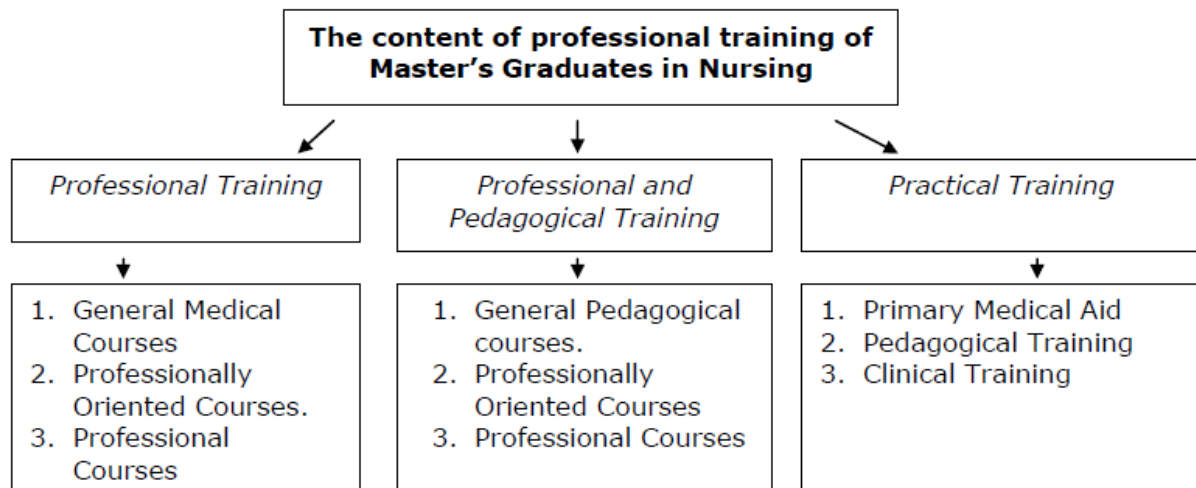 The content of professional training of
Master's Graduates in Nursing
Professional Training
Professional and
Pedagogical Training
Practical Training
1. General Medical
Courses
2. Professionally
Oriented Courses.
3. Professional
Courses
1. General Pedagogical
courses.
2. Professionally
Oriented Courses
3. Professional Courses
1. Primary Medical Aid
2. Pedagogical Training
3. Clinical Training